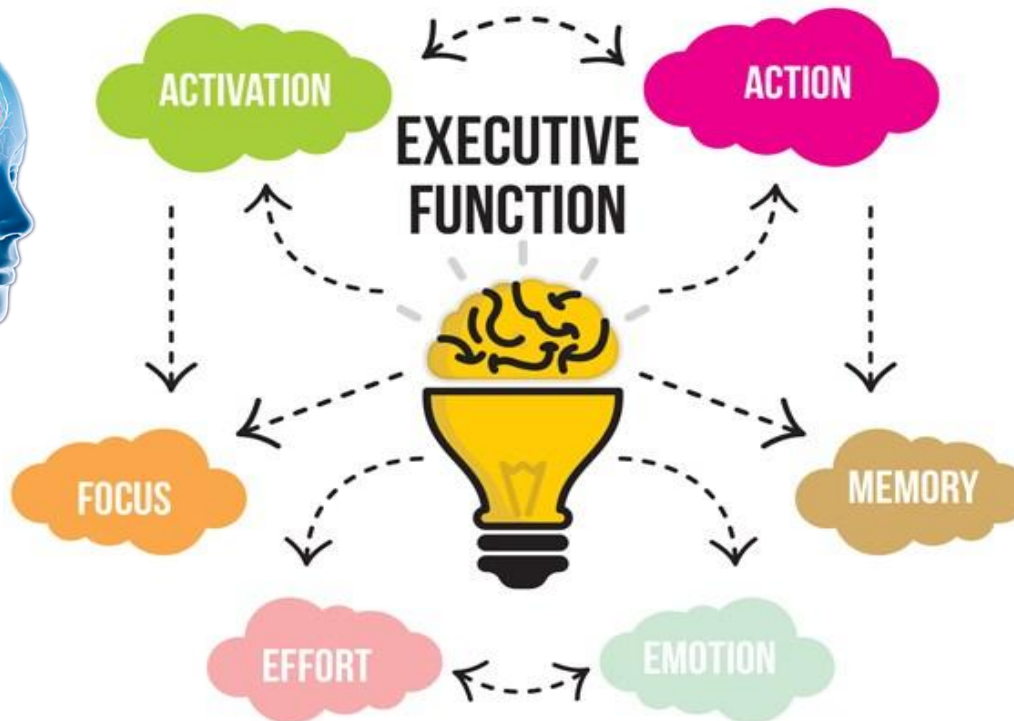 ACTIVATION
ACTION
EXECUTIVE
FUNCTION
FOCUS
MEMORY
EFFORT
EMOTION